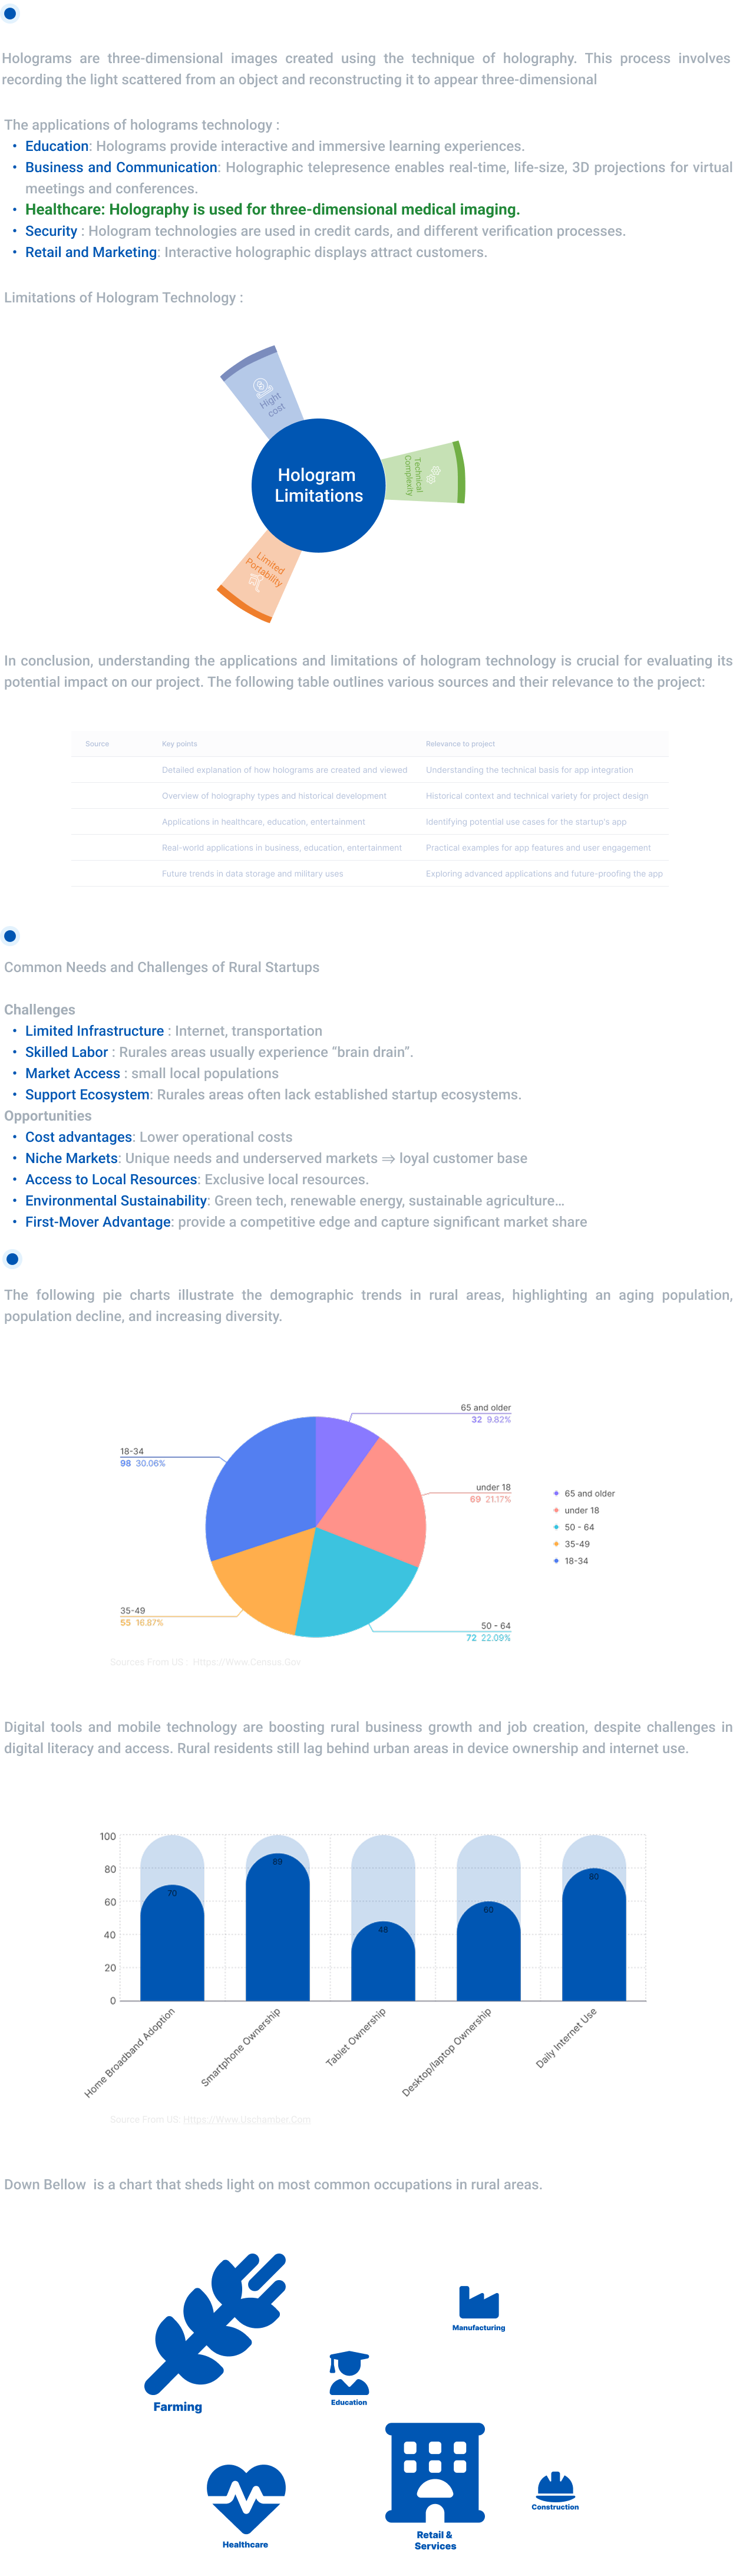 Holograms are three-dimensional images created using the technique of holography. This process involves
recording the light scattered from an object and reconstructing it to appear three-dimensional
The applications of holograms technology :
• Education: Holograms provide interactive and immersive learning experiences.
• Business and Communication: Holographic telepresence enables real-time, life-size, 3D projections for virtual
meetings and conferences.
• Healthcare: Holography is used for three-dimensional medical imaging.
• Security : Hologram technologies are used in credit cards, and different verification processes.
• Retail and Marketing: Interactive holographic displays attract customers.
Limitations of Hologram Technology :
Hight
cost
Hologram
Limitations
Technical
Complexity
Limited
Portability
In conclusion, understanding the applications and limitations of hologram technology is crucial for evaluating its
potential impact on our project. The following table outlines various sources and their relevance to the project:
Source Key points Relevance to project
Detailed explanation of how holograms are created and viewed Understanding the technical basis for app integration
Overview of holography types and historical development Historical context and technical variety for project design
Applications in healthcare, education, entertainment Identifying potential use cases for the startup's app
Real-world applications in business, education, entertainment Practical examples for app features and user engagement
Future trends in data storage and military uses Exploring advanced applications and future-proofing the app
Common Needs and Challenges of Rural Startups
Challenges
• Limited Infrastructure : Internet, transportation
• Skilled Labor : Rurales areas usually experience “brain drain”.
• Market Access : small local populations
• Support Ecosystem: Rurales areas often lack established startup ecosystems.
Opportunities
• Cost advantages: Lower operational costs
• Niche Markets: Unique needs and underserved markets ⇒ loyal customer base
• Access to Local Resources: Exclusive local resources.
• Environmental Sustainability: Green tech, renewable energy, sustainable agriculture...
• First-Mover Advantage: provide a competitive edge and capture significant market share
The following pie charts illustrate the demographic trends in rural areas, highlighting an aging population,
population decline, and increasing diversity.
65 and older
32 9.82%
18-34
98 30.06%
under 18
69 21.17%
65 and older
under 18
50 - 64
35-49
18-34
35-49
55 16.87%
50 - 64
72 22.09%
Sources From US : Https://Www.Census.Gov
Digital tools and mobile technology are boosting rural business growth and job creation, despite challenges in
digital literacy and access. Rural residents still lag behind urban areas in device ownership and internet use.
100
80
60
40
20
0
70
89
48
60
80
Home Broadband Adoption
Smartphone Ownership
Tablet Ownership
Desktop/laptop Ownership
Daily Internet Use
Source From US: Https://Www.Uschamber.Com
Down Bellow is a chart that sheds light on most common occupations in rural areas.
Manufacturing
Education
Farming
Construction
Retail &
Services
Healthcare